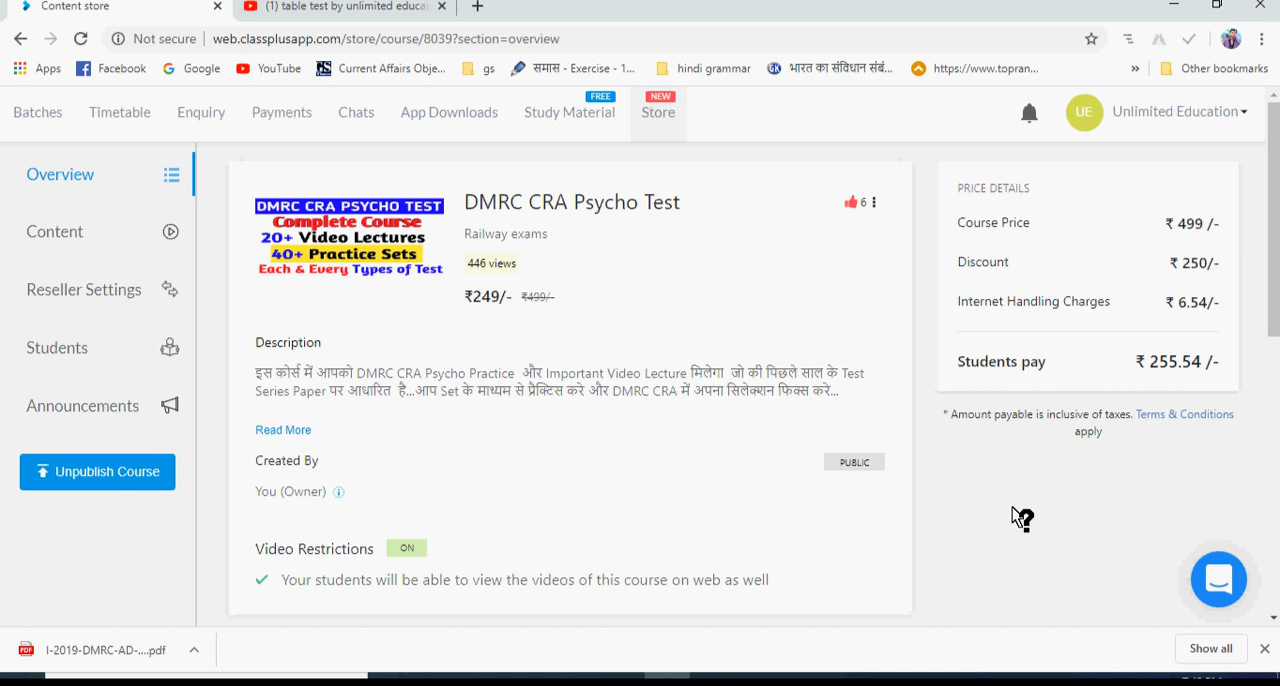 Content store
(1) table test by unlimited educa
Not secure | web.classplusapp.com/store/course/8039?section=overview
Apps Facebook Google YouTube Current Affairs Obje... gs समास - Exercise - 1... hindi grammar भारत का संविधान संबं... https://www.topran... » Other bookmarks
FREE NEW
Batches Timetable Enquiry Payments Chats App Downloads Study Material Store UE Unlimited Education
Overview
Content
Reseller Settings
Students
Announcements
Unpublish Course
DMRC CRA PSYCHO TEST
Complete Course
20+ Video Lectures
40+ Practice Sets
Each & Every Types of Test
DMRC CRA Psycho Test
6
Railway exams
446 views
₹249/- ₹499/-
Description
इस कोर्स में आपको DMRC CRA Psycho Practice और Important Video Lecture मिलेगा जो की पिछले साल के Test
Series Paper पर आधारित है...आप Set के माध्यम से प्रैक्टिस करे और DMRC CRA में अपना सिलेक्शन फिक्स करे...
Read More
Created By
PUBLIC
You (Owner)
Video Restrictions ON
Your students will be able to view the videos of this course on web as well
PRICE DETAILS
Course Price ₹ 499 /-
Discount ₹ 250/-
Internet Handling Charges ₹ 6.54/-
Students pay ₹ 255.54 /-
* Amount payable is inclusive of taxes. Terms & Conditions
apply
I-2019-DMRC-AD-....pdf
Show all